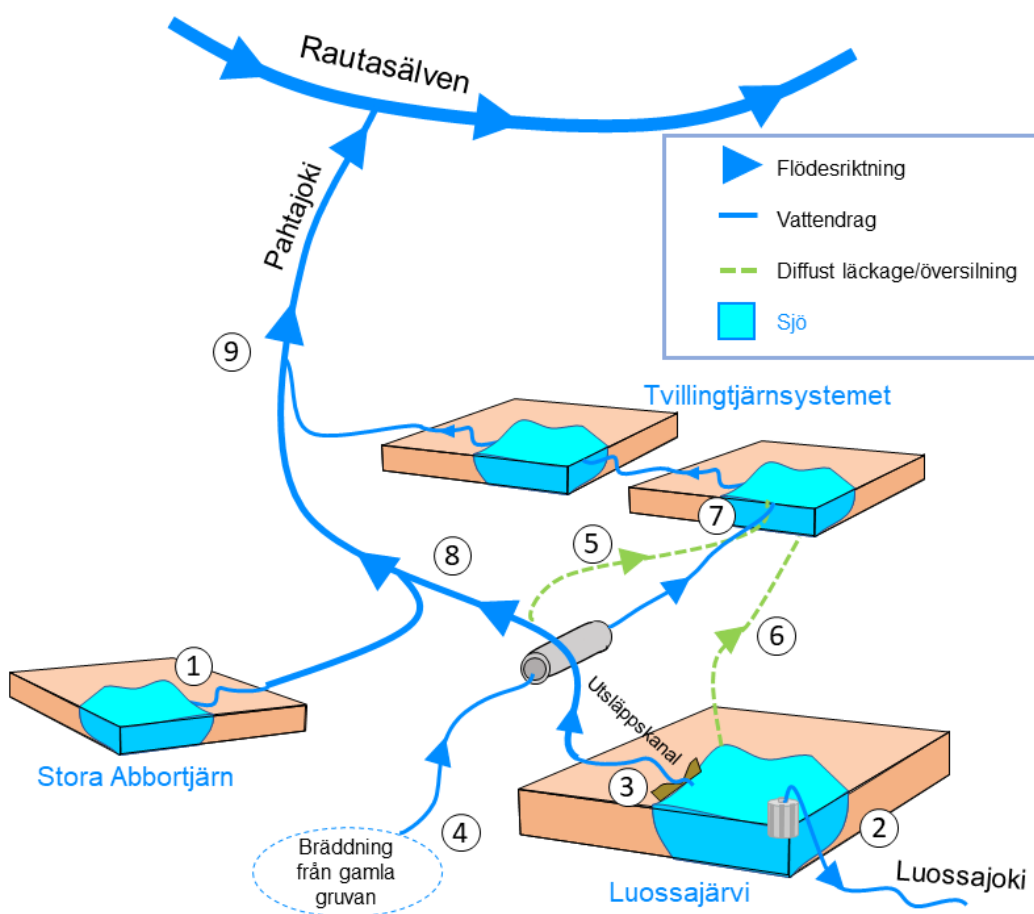 Rautasälven
Pahtajoki
Flödesriktning
Vattendrag
Diffust läckage/översilning
Sjö
9
Tvillingtjärnsystemet
7
5
8
6
1
Utsläppskanal
Stora Abbortjärn
3
4
2
Bräddning
från gamla
gruvan
Luossajärvi
Luossajoki